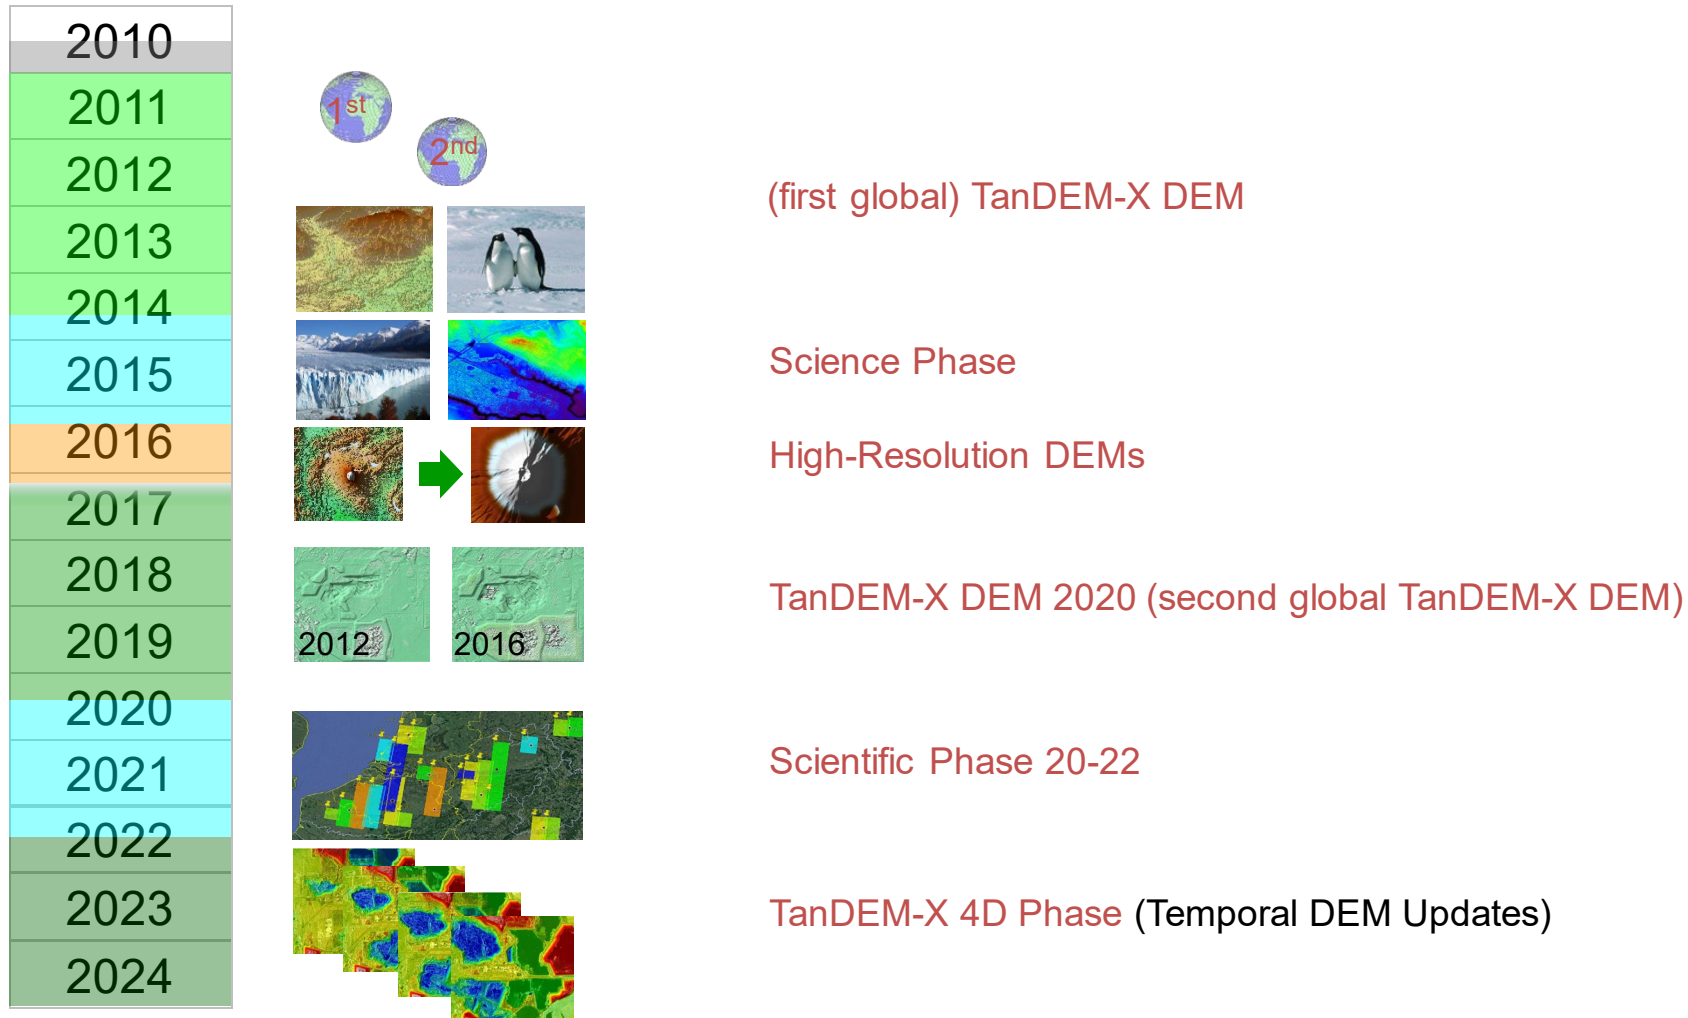 2010
2011
2012
2013
2014
2015
2016
2017
2018
2019
2020
2021
2022
2023
2024
1st
2nd
(first global) TanDEM-X DEM
Science Phase
High-Resolution DEMs
2012
2016
TanDEM-X DEM 2020 (second global TanDEM-X DEM)
Scientific Phase 20-22
TanDEM-X 4D Phase (Temporal DEM Updates)